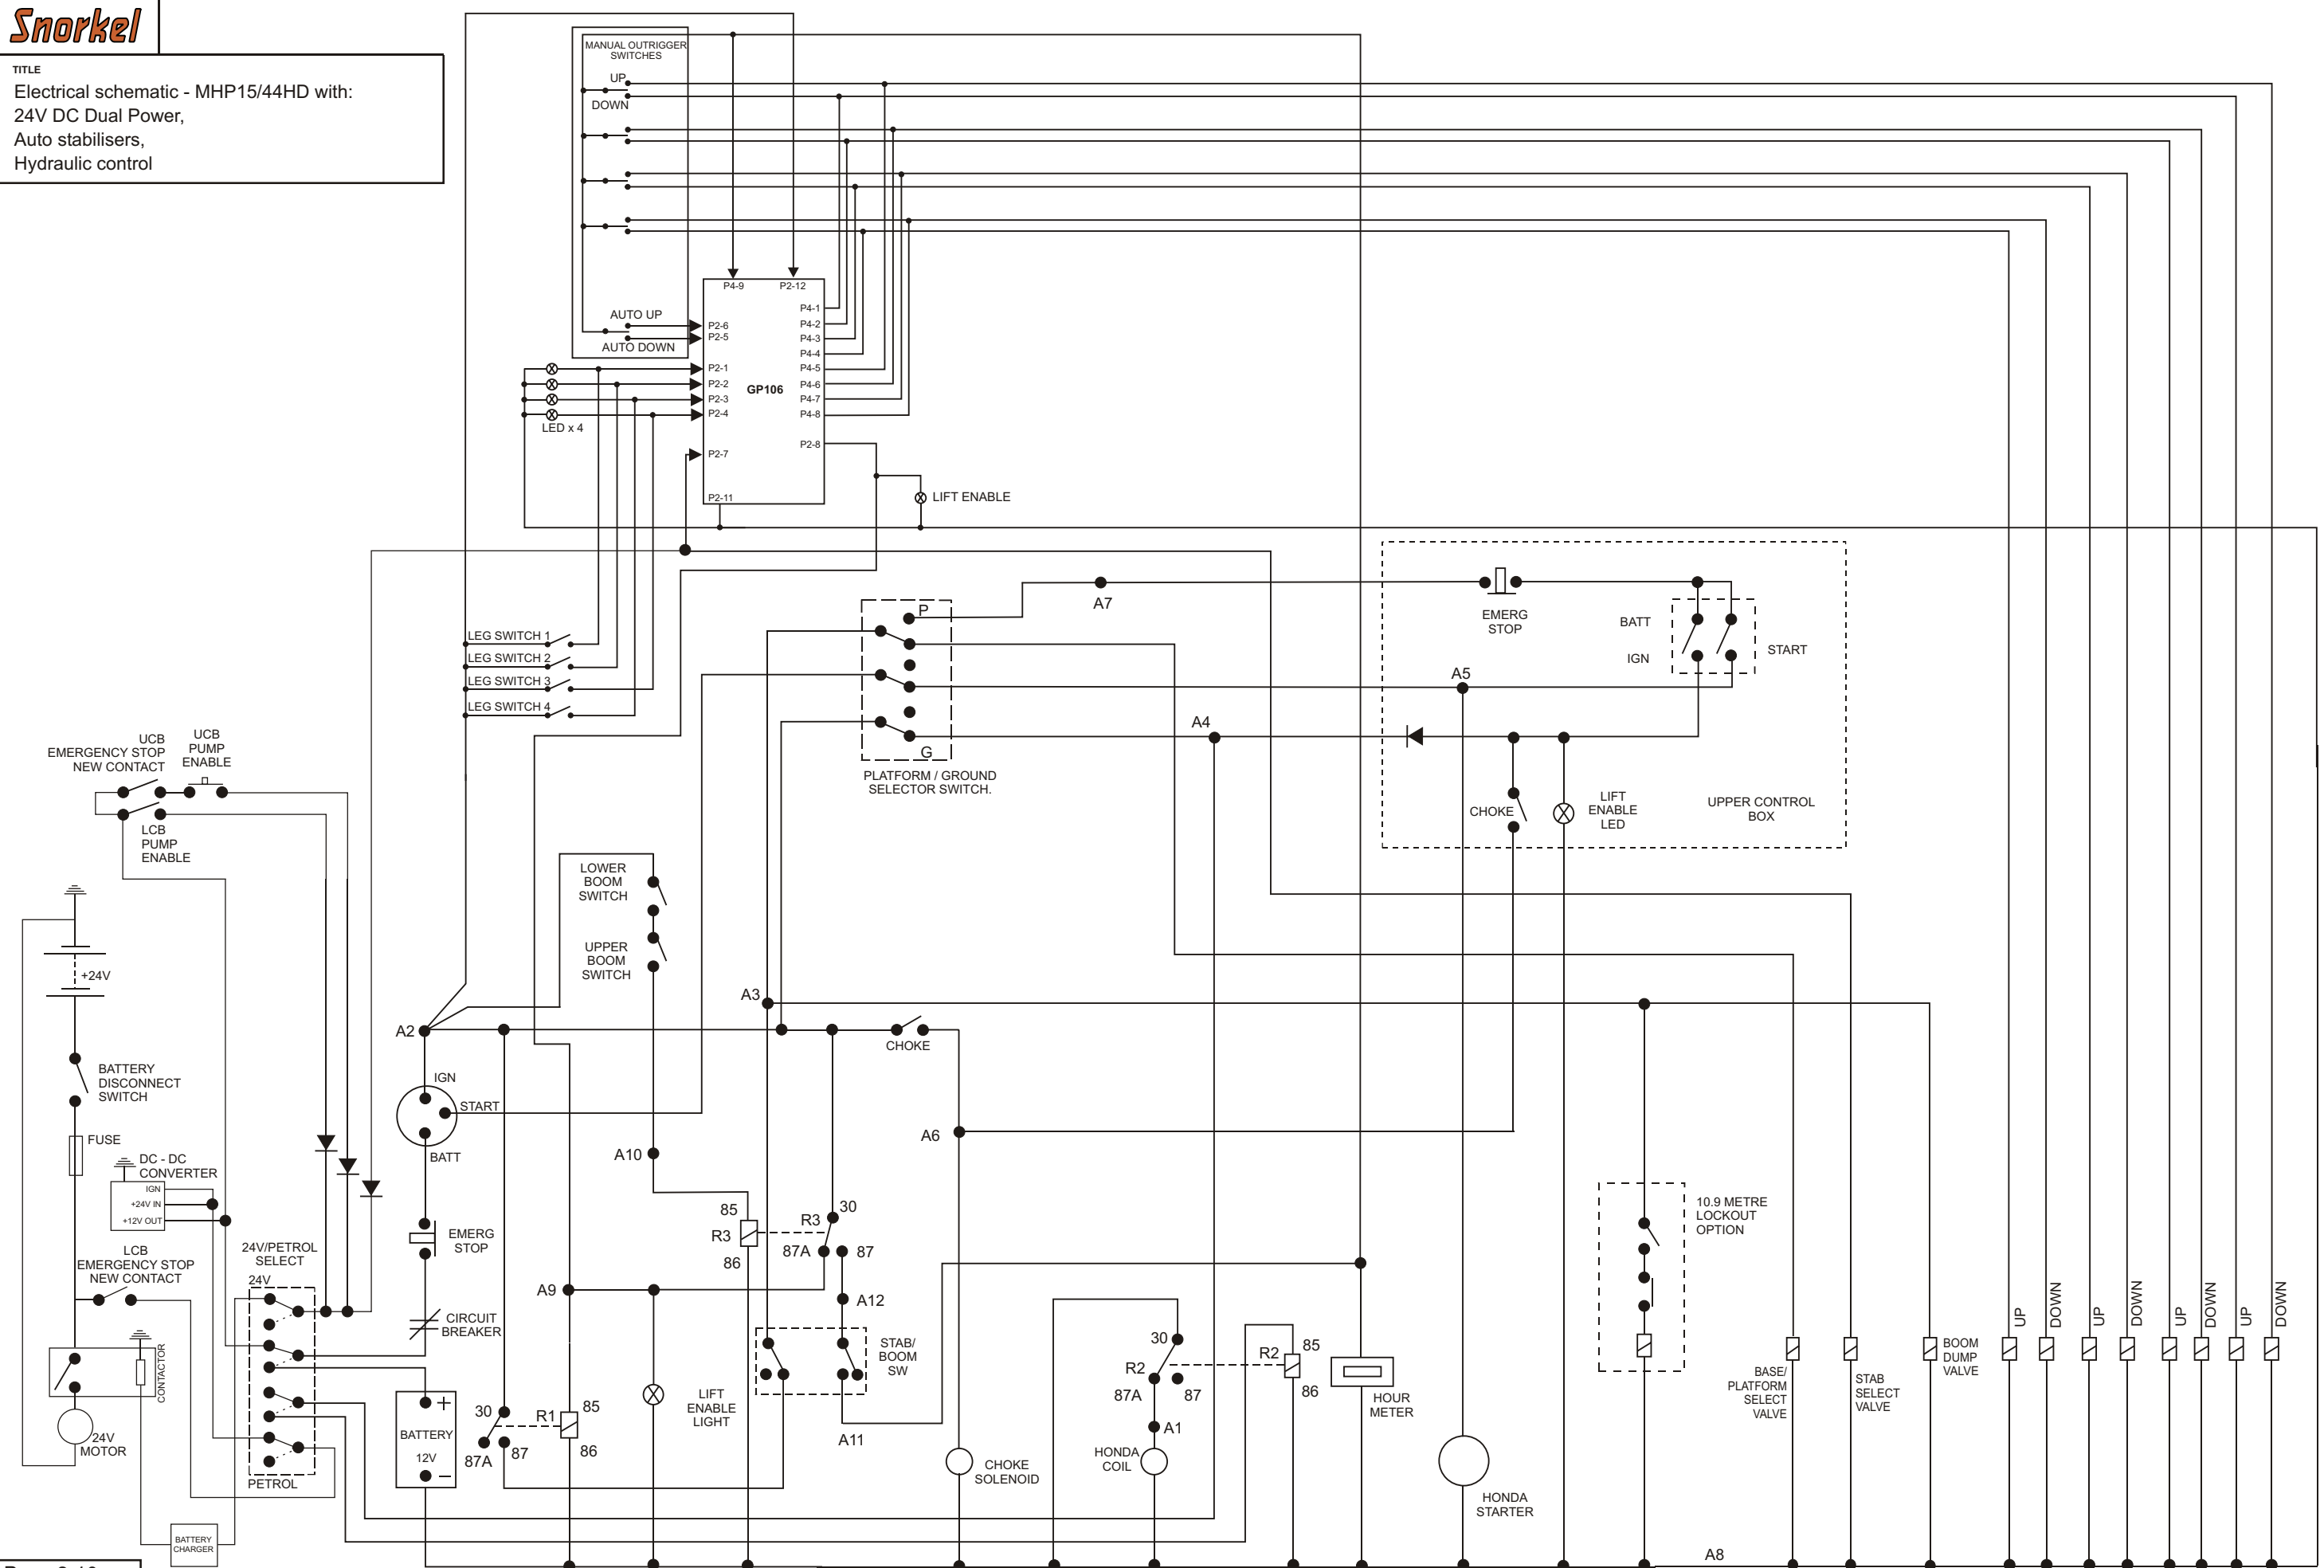 Snorkel
TITLE
Electrical schematic - MHP15/44HD with:
24V DC Dual Power,
Auto stabilisers,
Hydraulic control
MANUAL OUTRIGGER
SWITCHES
UP
DOWN
P4-9
P2-12
P4-1
P4-2
P4-3
P4-4
P4-5
P4-6
P4-7
P4-8
P2-8
AUTO UP
AUTO DOWN
P2-6
P2-5
P2-1
P2-2
P2-3
P2-4
P2-7
P2-11
GP106
LED x 4
LIFT ENABLE
LEG SWITCH 1
LEG SWITCH 2
LEG SWITCH 3
LEG SWITCH 4
P
G
PLATFORM / GROUND
SELECTOR SWITCH.
A7
EMERG
STOP
BATT
IGN
START
A5
A4
CHOKE
LIFT
ENABLE
LED
UPPER CONTROL
BOX
UCB
EMERGENCY STOP
NEW CONTACT
UCB
PUMP
ENABLE
LCB
PUMP
ENABLE
LOWER
BOOM
SWITCH
UPPER
BOOM
SWITCH
+24V
A3
A2
CHOKE
BATTERY
DISCONNECT
SWITCH
IGN
START
BATT
FUSE
A6
A10
DC - DC
CONVERTER
IGN
+24V IN
+12V OUT
10.9 METRE
LOCKOUT
OPTION
85
R3
86
R3
30
87A
87
EMERG
STOP
24V/PETROL
SELECT
24V
LCB
EMERGENCY STOP
NEW CONTACT
A9
A12
CIRCUIT
BREAKER
STAB/
BOOM
SW
CONTACTOR
24V
MOTOR
PETROL
BATTERY
12V
+
–
30
R1
85
86
87A
87
LIFT
ENABLE
LIGHT
A11
30
R2
87A
87
R2
85
86
A1
HOUR
METER
HONDA
COIL
CHOKE
SOLENOID
HONDA
STARTER
BASE/
PLATFORM
SELECT
VALVE
STAB
SELECT
VALVE
BOOM
DUMP
VALVE
UP
DOWN
UP
DOWN
UP
DOWN
UP
DOWN
BATTERY
CHARGER
A8